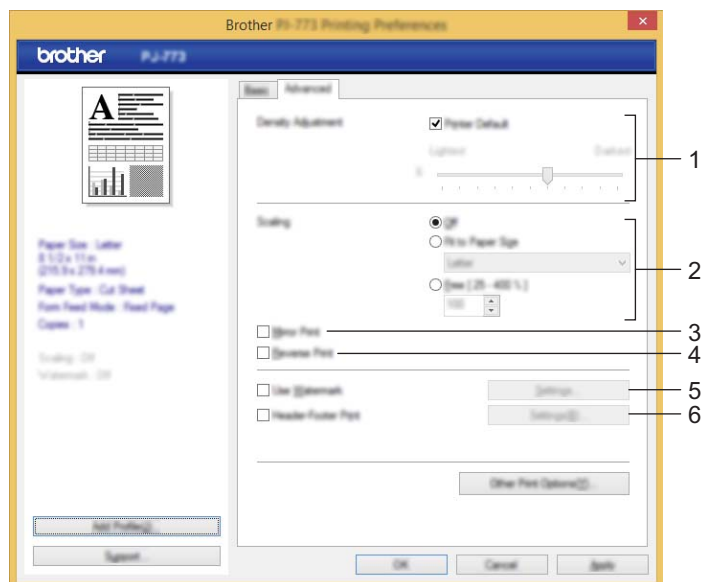 Brother PJ-773 Printing Preferences
brother PJ-773
Basic Advanced
A
Density Adjustment
Printer Default
Lightest Darkest
0
1
Scaling
Off
Fit to Paper Size
Letter
Free [ 25 - 400 % ]
100
2
Paper Size : Letter
8 1/2 x 11 in
(215.9 x 279.4 mm)
Paper Type : Cut Sheet
Form Feed Mode : Feed Page
Copies : 1
Scaling : Off
Watermark : Off
Mirror Print
3
Reverse Print
4
Use Watermark
Settings...
5
Header-Footer Print
6
Other Print Options
Add Profile
Support...
OK Cancel Apply